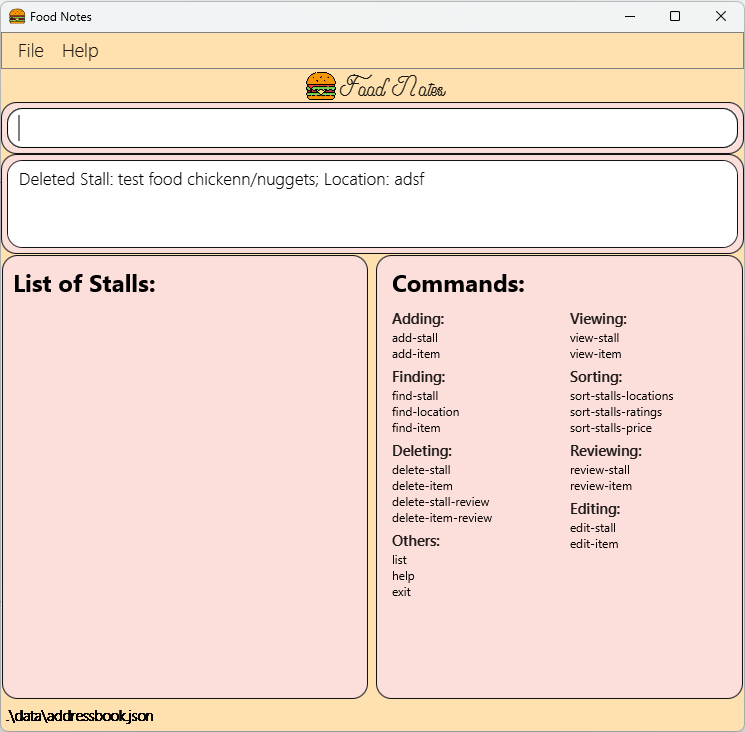 Food Notes
File Help
Food Notes
Deleted Stall: test food chickenn/nuggets; Location: adsf
List of Stalls:
Commands:
Adding:
add-stall
add-item
Finding:
find-stall
find-location
find-item
Deleting:
delete-stall
delete-item
delete-stall-review
delete-item-review
Others:
list
help
exit
Viewing:
view-stall
view-item
Sorting:
sort-stalls-locations
sort-stalls-ratings
sort-stalls-price
Reviewing:
review-stall
review-item
Editing:
edit-stall
edit-item
.\data\addressbook.json